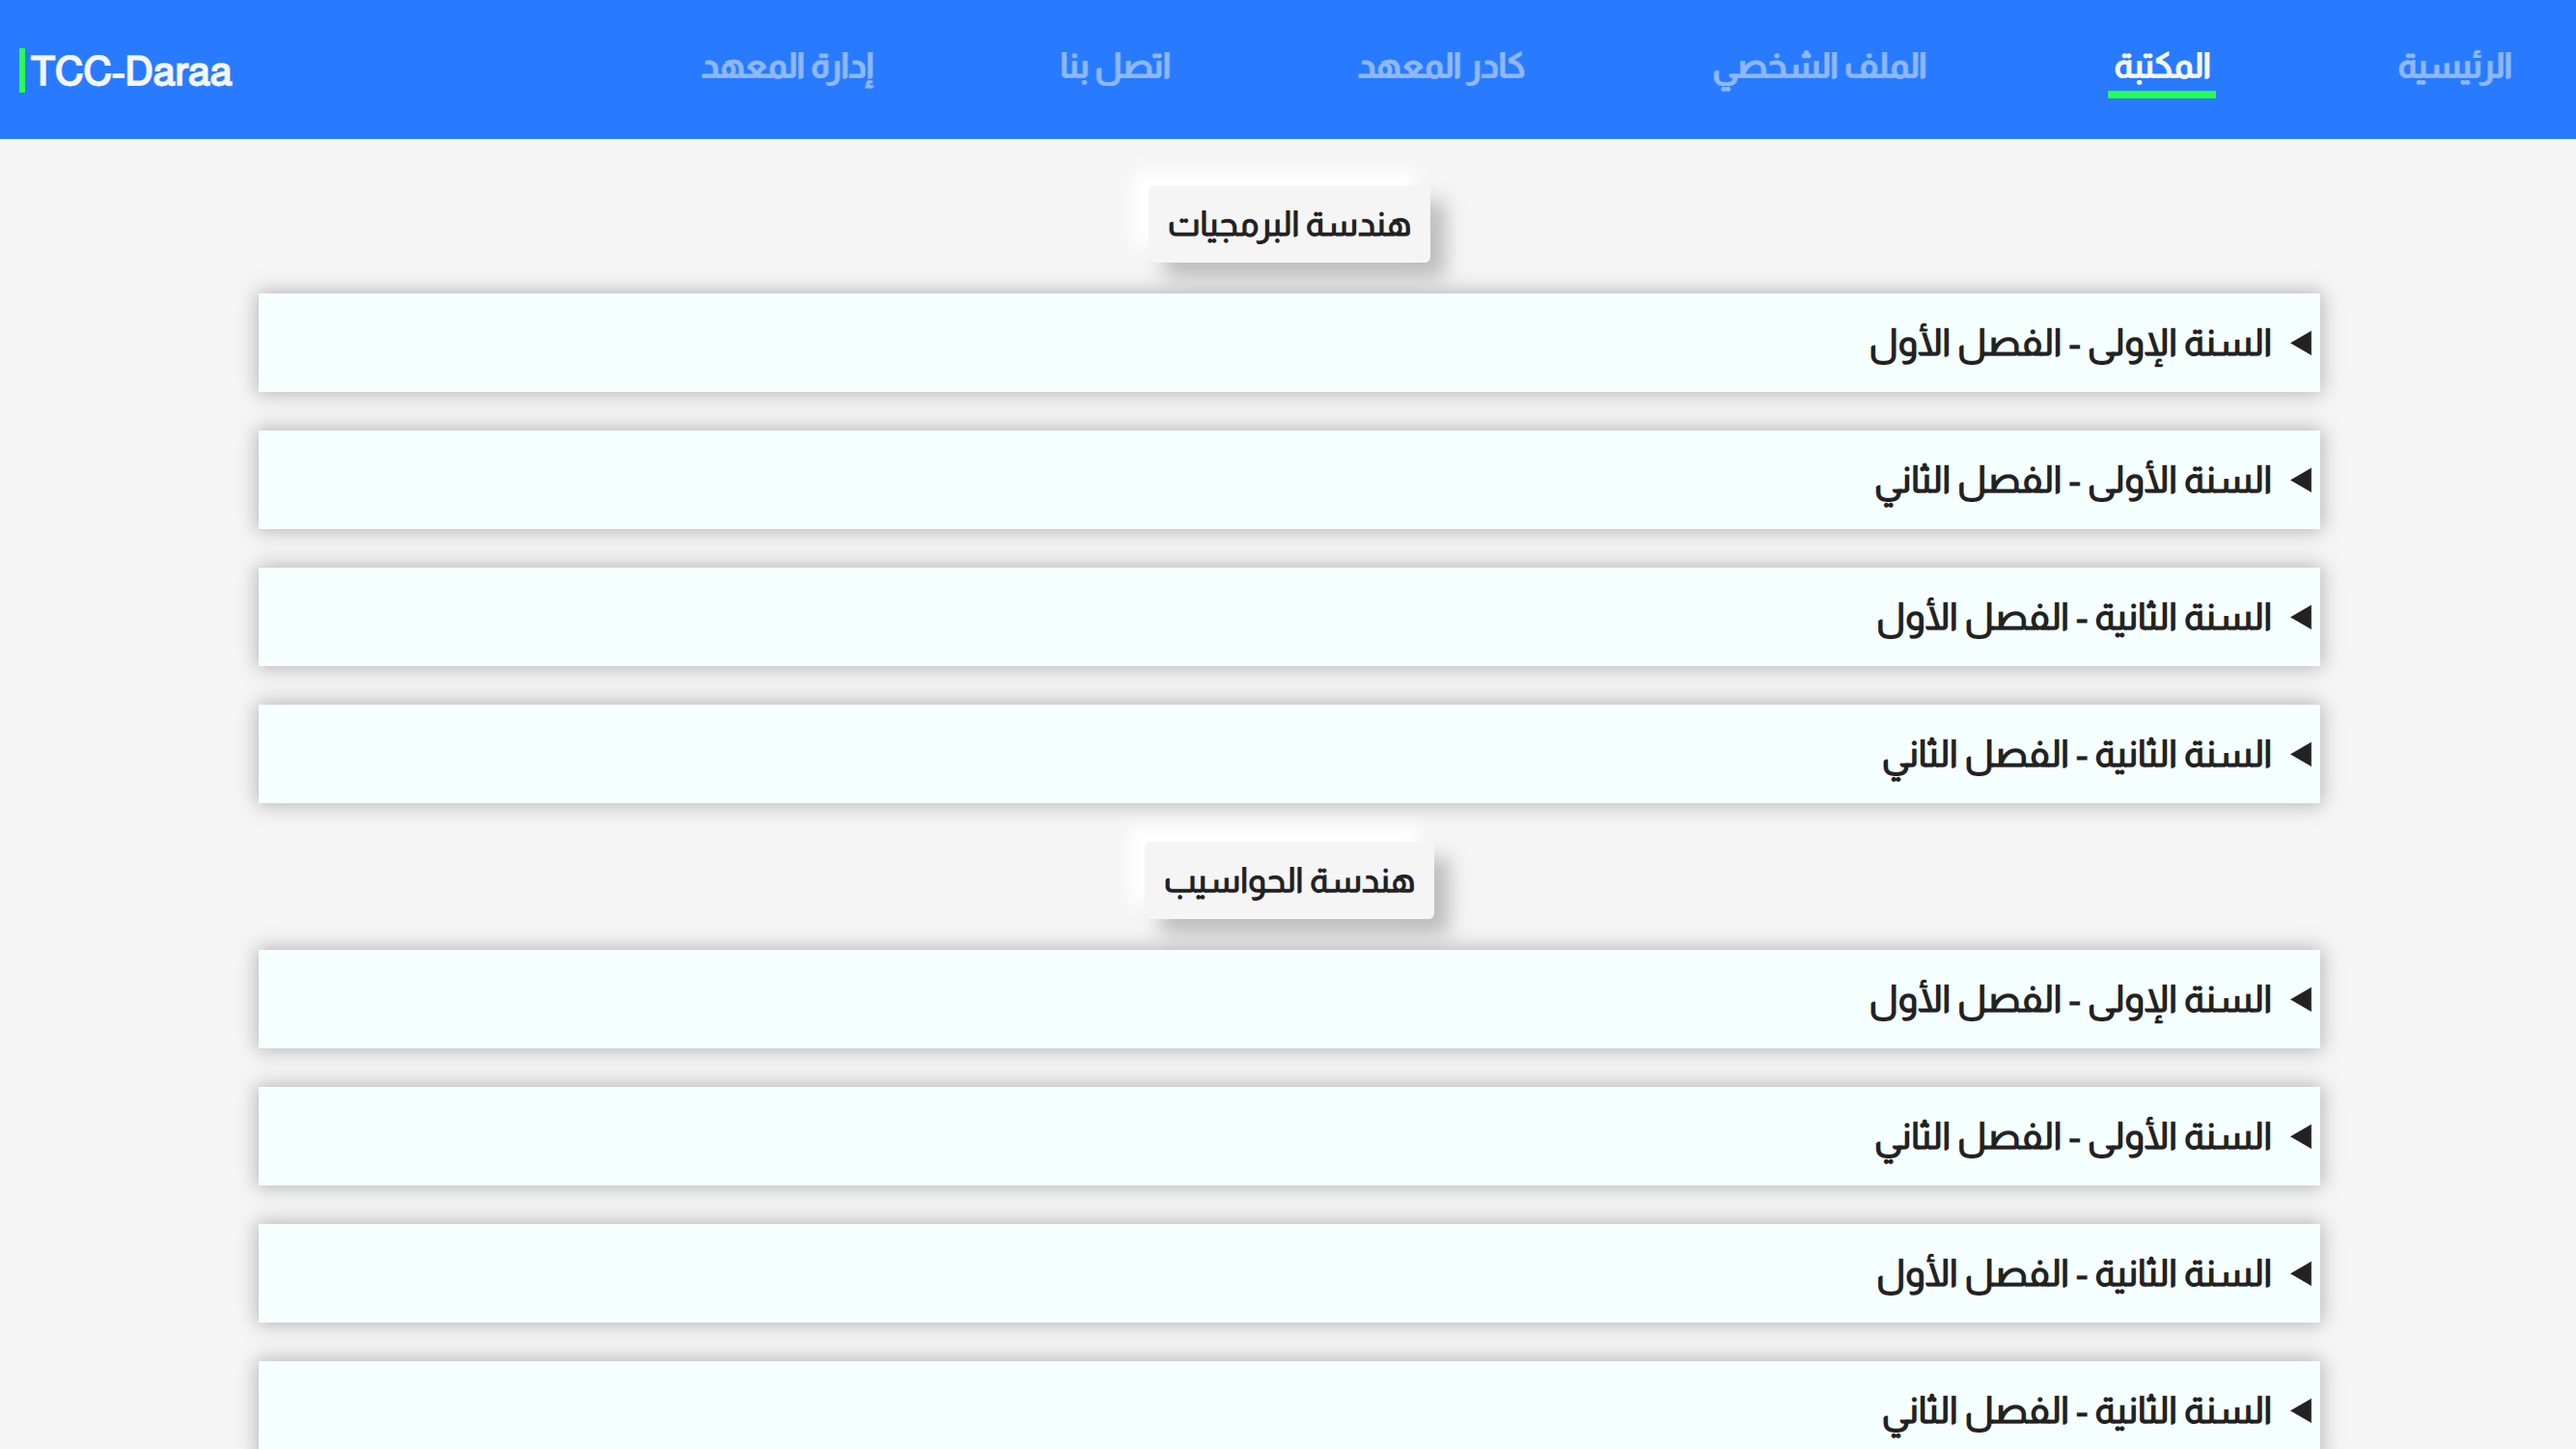 الرئيسية المكتبة الملف الشخصي كادر المعهد اتصل بنا إدارة المعهد TCC-Daraa
هندسة البرمجيات
السنة الإولى - الفصل الأول
السنة الأولى - الفصل الثاني
السنة الثانية - الفصل الأول
السنة الثانية - الفصل الثاني
هندسة الحواسيب
السنة الإولى - الفصل الأول
السنة الأولى - الفصل الثاني
السنة الثانية - الفصل الأول
السنة الثانية - الفصل الثاني